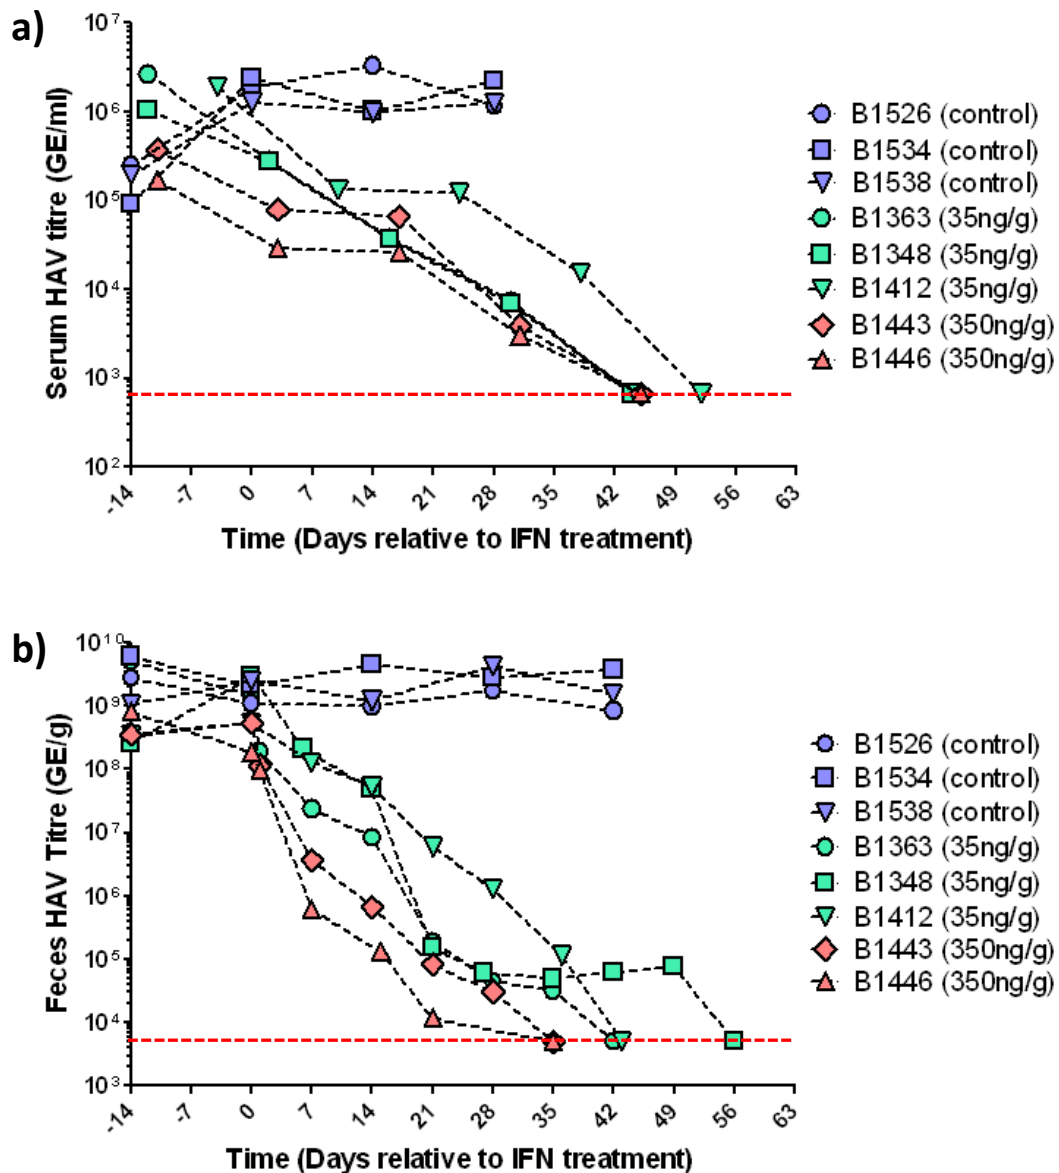 a)
Serum HAV titre (GE/ml)
10⁷
10⁶
10⁵
10⁴
10³
10²
-14 -7 0 7 14 21 28 35 42 49 56 63
Time (Days relative to IFN treatment)
B1526 (control)
B1534 (control)
B1538 (control)
B1363 (35ng/g)
B1348 (35ng/g)
B1412 (35ng/g)
B1443 (350ng/g)
B1446 (350ng/g)
b)
Feces HAV Titre (GE/g)
10¹⁰
10⁹
10⁸
10⁷
10⁶
10⁵
10⁴
10³
-14 -7 0 7 14 21 28 35 42 49 56 63
Time (Days relative to IFN treatment)
B1526 (control)
B1534 (control)
B1538 (control)
B1363 (35ng/g)
B1348 (35ng/g)
B1412 (35ng/g)
B1443 (350ng/g)
B1446 (350ng/g)